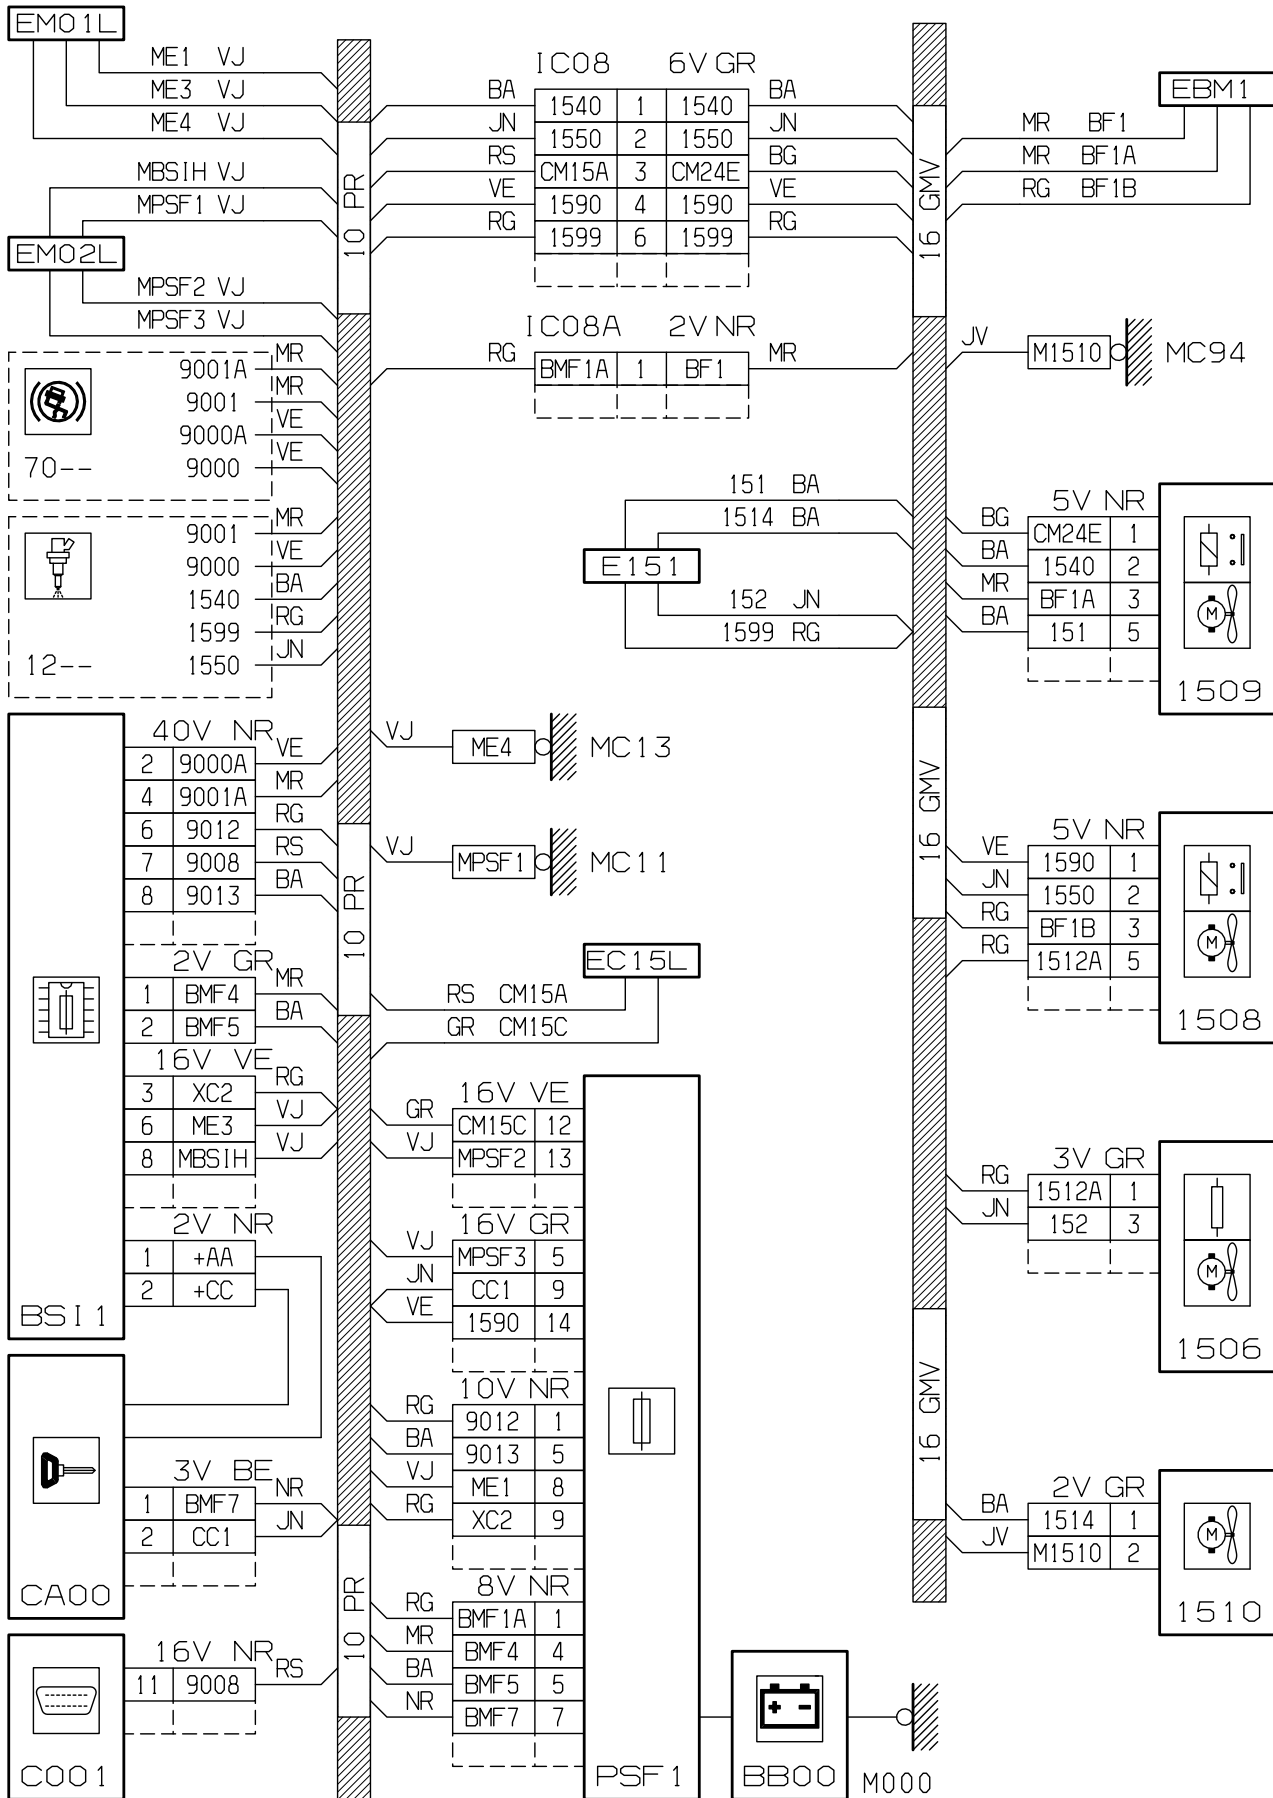 EM01L
ME1 VJ
ME3 VJ
ME4 VJ
MBSIH VJ
MPSF1 VJ
EM02L
MPSF2 VJ
MPSF3 VJ
9001A MR
9001 MR
9000A VE
9000 VE
70--
9001 MR
9000 VE
1540 BA
1599 RG
1550 JN
12--
40V NR
2 9000A VE
4 9001A MR
6 9012 RG
7 9008 RS
8 9013 BA
2V GR
1 BMF4 MR
2 BMF5 BA
16V VE
3 XC2 RG
6 ME3 VJ
8 MBSIH VJ
2V NR
1 +AA
2 +CC
BSI1
3V BE
1 BMF7 NR
2 CC1 JN
CA00
16V NR
11 9008 RS
C001
10 PR
10 PR
10 PR
IC08 6V GR
BA 1540 1 1540 BA
JN 1550 2 1550 JN
RS CM15A 3 CM24E BG
VE 1590 4 1590 VE
RG 1599 6 1599 RG
IC08A 2V NR
RG BMF1A 1 BF1 MR
151 BA
1514 BA
E151
152 JN
1599 RG
VJ ME4 MC13
VJ MPSF1 MC11
EC15L
RS CM15A
GR CM15C
16V VE
GR CM15C 12
VJ MPSF2 13
16V GR
VJ MPSF3 5
JN CC1 9
VE 1590 14
10V NR
RG 9012 1
BA 9013 5
VJ ME1 8
RG XC2 9
8V NR
RG BMF1A 1
MR BMF4 4
BA BMF5 5
NR BMF7 7
PSF1
+ -
BB00
M000
16 GMV
16 GMV
16 GMV
EBM1
MR BF1
MR BF1A
RG BF1B
JV M1510 MC94
5V NR
BG CM24E 1
BA 1540 2
MR BF1A 3
BA 151 5
M
1509
5V NR
VE 1590 1
JN 1550 2
RG BF1B 3
RG 1512A 5
M
1508
3V GR
RG 1512A 1
JN 152 3
M
1506
2V GR
BA 1514 1
JV M1510 2
M
1510